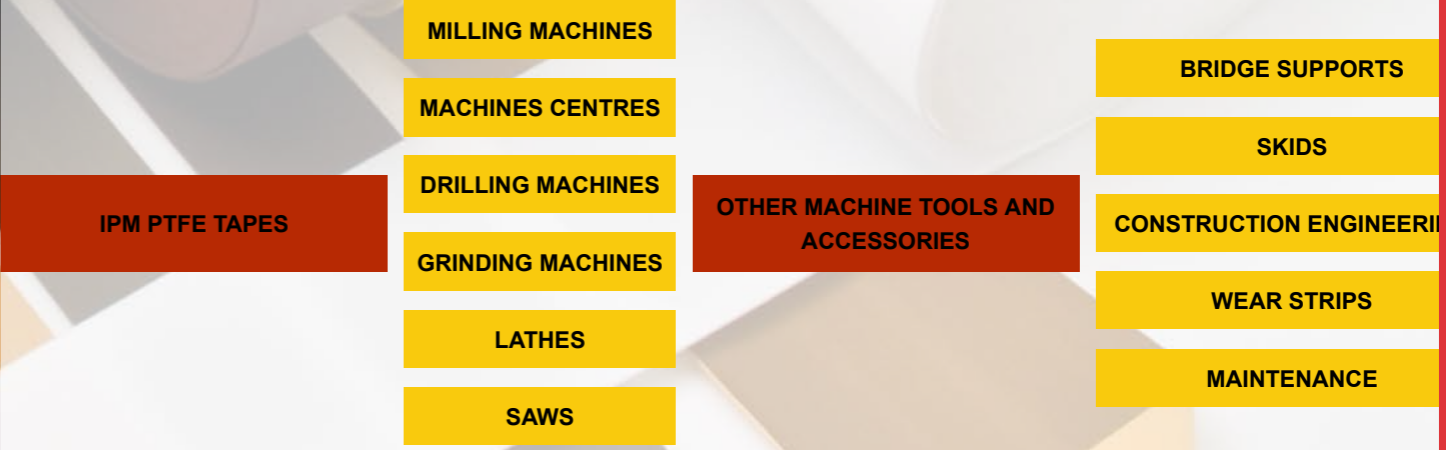 IPM PTFE TAPES
MILLING MACHINES
MACHINES CENTRES
DRILLING MACHINES
GRINDING MACHINES
LATHES
SAWS
OTHER MACHINE TOOLS AND
ACCESSORIES
BRIDGE SUPPORTS
SKIDS
CONSTRUCTION
WEAR STRIPS
MAINTENANCE